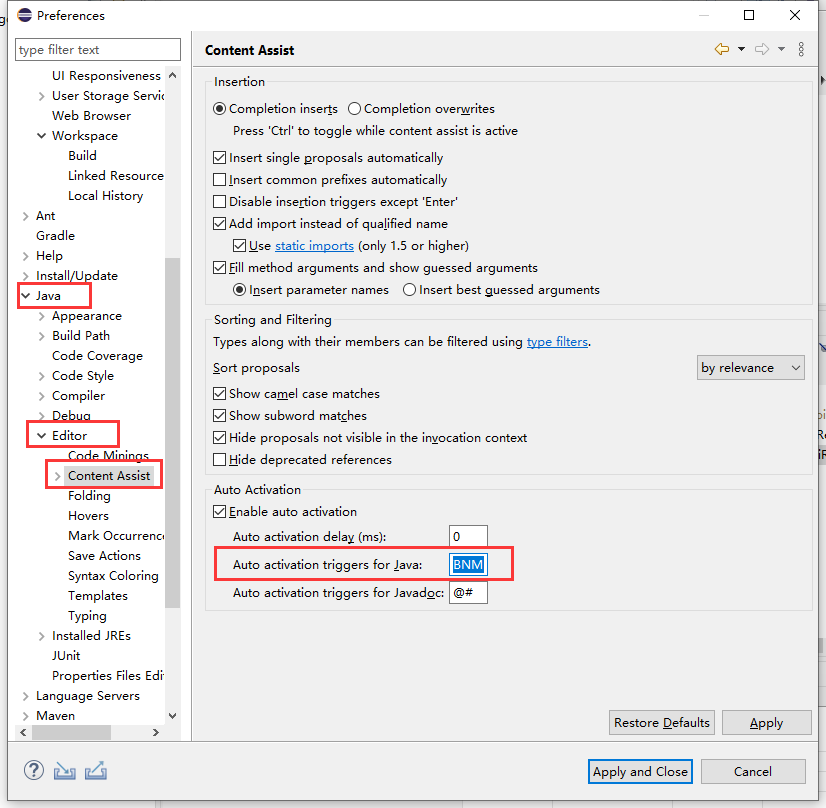 Preferences
type filter text
UI Responsiveness
User Storage Servic
Web Browser
Workspace
Build
Linked Resource
Local History
Ant
Gradle
Help
Install/Update
Java
Appearance
Build Path
Code Coverage
Code Style
Compiler
Debug
Editor
Code Minings
Content Assist
Folding
Hovers
Mark Occurrenc
Save Actions
Syntax Coloring
Templates
Typing
Installed JREs
JUnit
Properties Files Edi
Language Servers
Maven
Content Assist
Insertion
Completion inserts Completion overwrites
Press 'Ctrl' to toggle while content assist is active
Insert single proposals automatically
Insert common prefixes automatically
Disable insertion triggers except 'Enter'
Add import instead of qualified name
Use static imports (only 1.5 or higher)
Fill method arguments and show guessed arguments
Insert parameter names Insert best guessed arguments
Sorting and Filtering
Types along with their members can be filtered using type filters.
Sort proposals by relevance
Show camel case matches
Show subword matches
Hide proposals not visible in the invocation context
Hide deprecated references
Auto Activation
Enable auto activation
Auto activation delay (ms): 0
Auto activation triggers for Java: BNM
Auto activation triggers for Javadoc: @#
Restore Defaults Apply
Apply and Close Cancel